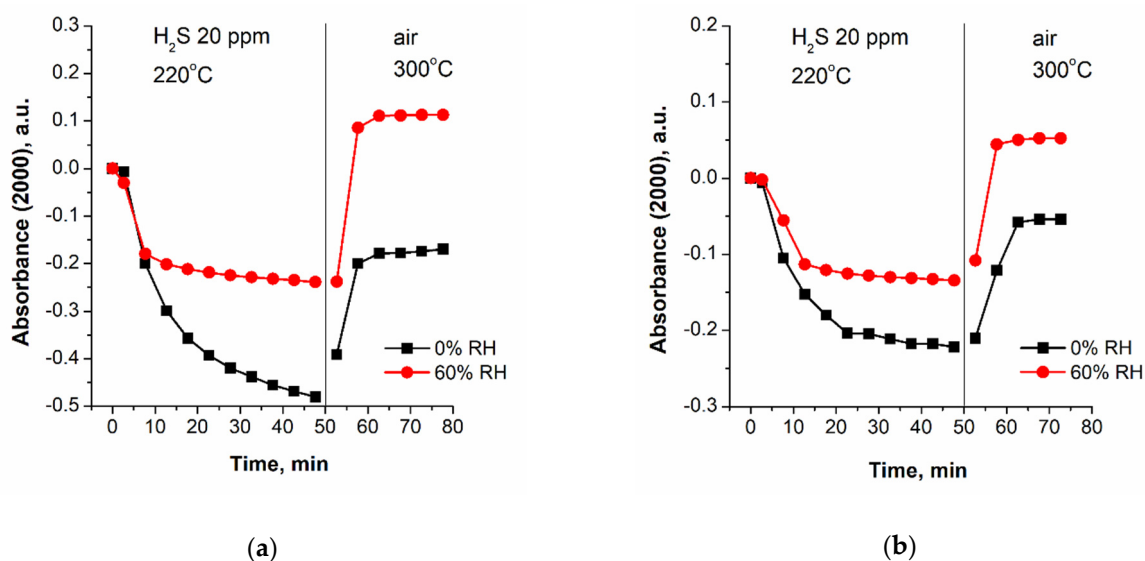 0.3
0.2
0.1
0.0
-0.1
-0.2
-0.3
-0.4
-0.5
Absorbance (2000), a.u.
H₂S 20 ppm
220°C
air
300°C
0% RH
60% RH
0 10 20 30 40 50 60 70 80
Time, min
(a)
0.2
0.1
0.0
-0.1
-0.2
-0.3
Absorbance (2000), a.u.
H₂S 20 ppm
220°C
air
300°C
0% RH
60% RH
0 10 20 30 40 50 60 70 80
Time, min
(b)